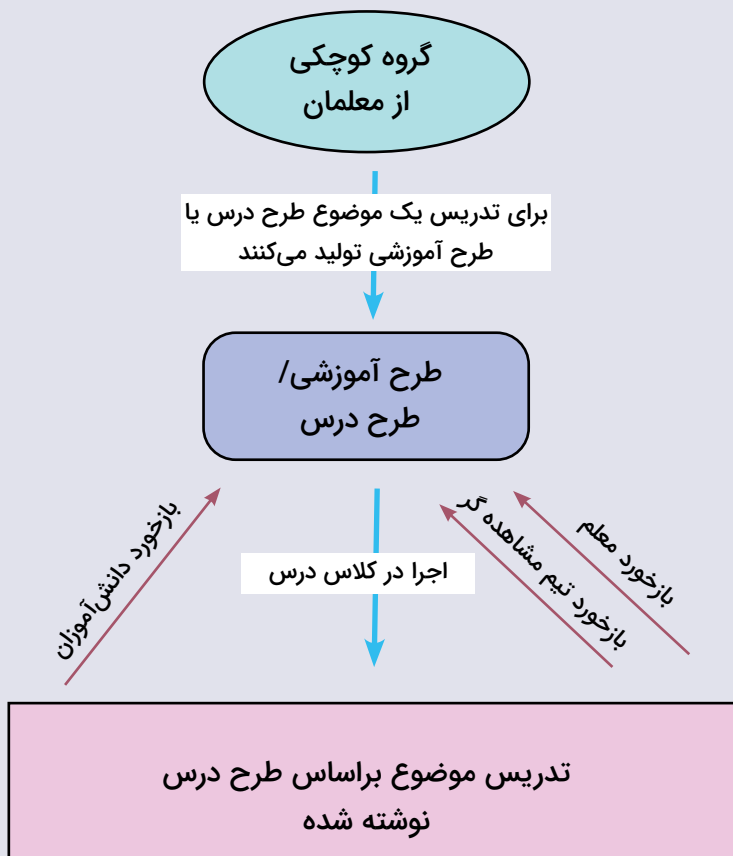 گروه کوچکی
از معلمان
برای تدریس یک موضوع طرح درس یا
طرح آموزشی تولید می‌کنند
طرح آموزشی/
طرح درس
بازخورد معلم
بازخورد تیم مشاهده گر
اجرا در کلاس درس
بازخورد دانش‌آموزان
تدریس موضوع براساس طرح درس
نوشته شده